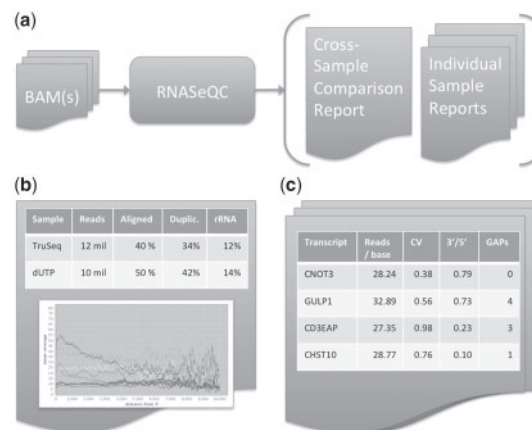 (a)
BAM(s)
RNASeQC
Cross-
Sample
Comparison
Report
Individual
Sample
Reports
(b)
Sample Reads Aligned Duplic. rRNA
TruSeq 12 mil 40 % 34% 12%
dUTP 10 mil 50 % 42% 14%
(c)
Transcript Reads / base CV 3'/5' GAPs
CNOT3 28.24 0.38 0.79 0
GULP1 32.89 0.56 0.73 4
CD3EAP 27.35 0.98 0.23 3
CHST10 28.77 0.76 0.10 1